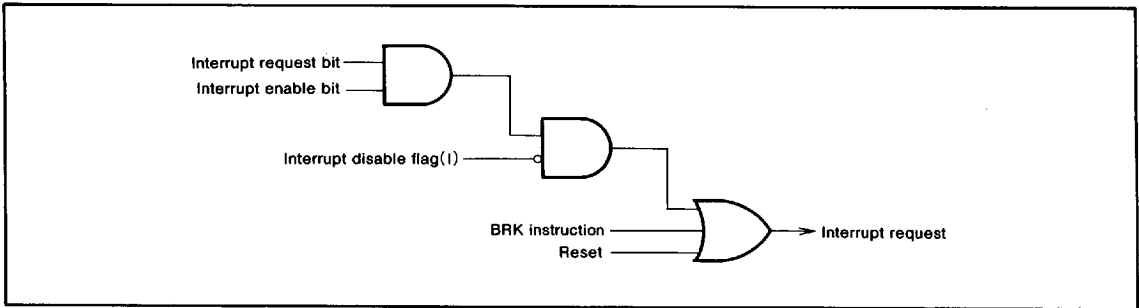 Interrupt request bit
Interrupt enable bit
Interrupt disable flag(I)
BRK instruction
Reset
Interrupt request